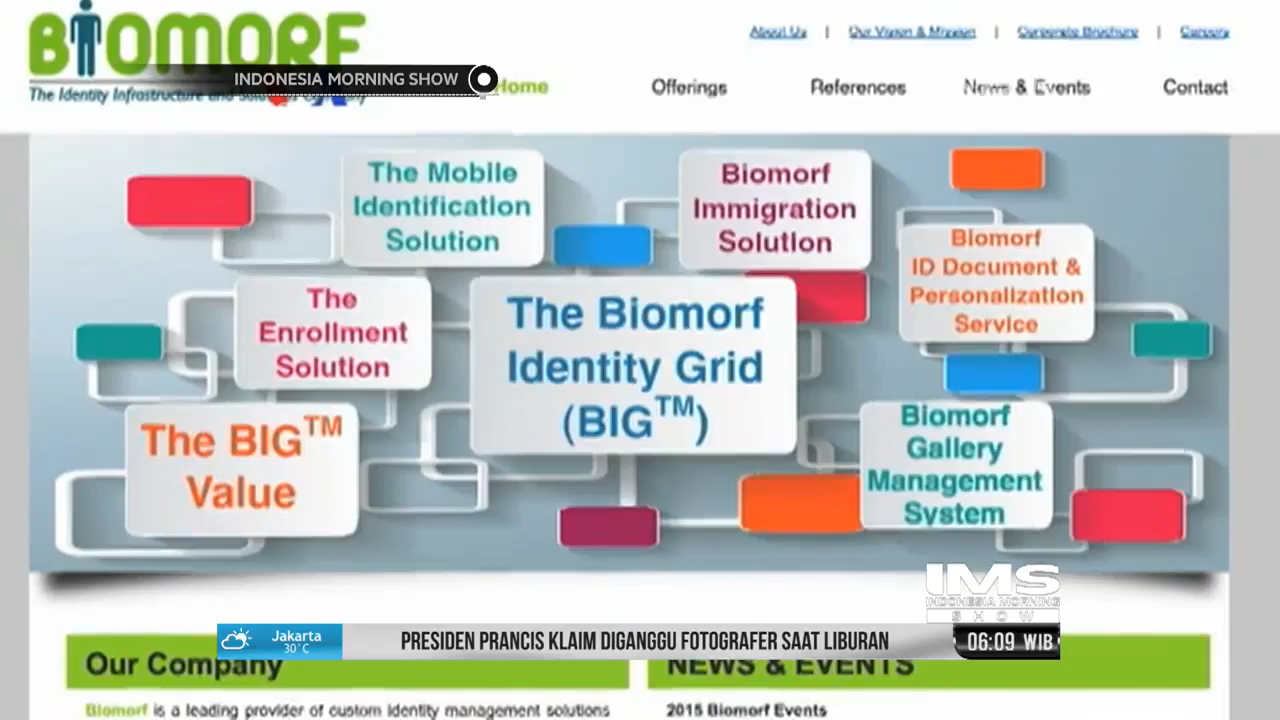 BIOMORF
About Us | Our Vision & Mission | Corporate Brochure | Careers
INDONESIA MORNING SHOW
Home Offerings References News & Events Contact
The Identity Infrastructure and
The Mobile
Identification
Solution
Biomorf
Immigration
Solution
Biomorf
ID Document &
Personalization
Service
The
Enrollment
Solution
The Biomorf
Identity Grid
(BIG™)
The BIG™
Value
Biomorf
Gallery
Management
System
IMS
INDONESIA MORNING
SHOW
Jakarta
30°C
PRESIDEN PRANCIS KLAIM DIGANGGU FOTOGRAFER SAAT LIBURAN
06:09 WIB
Our Company
NEWS & EVENTS
Biomorf is a leading provider of custom identity management solutions
2015 Biomorf Events